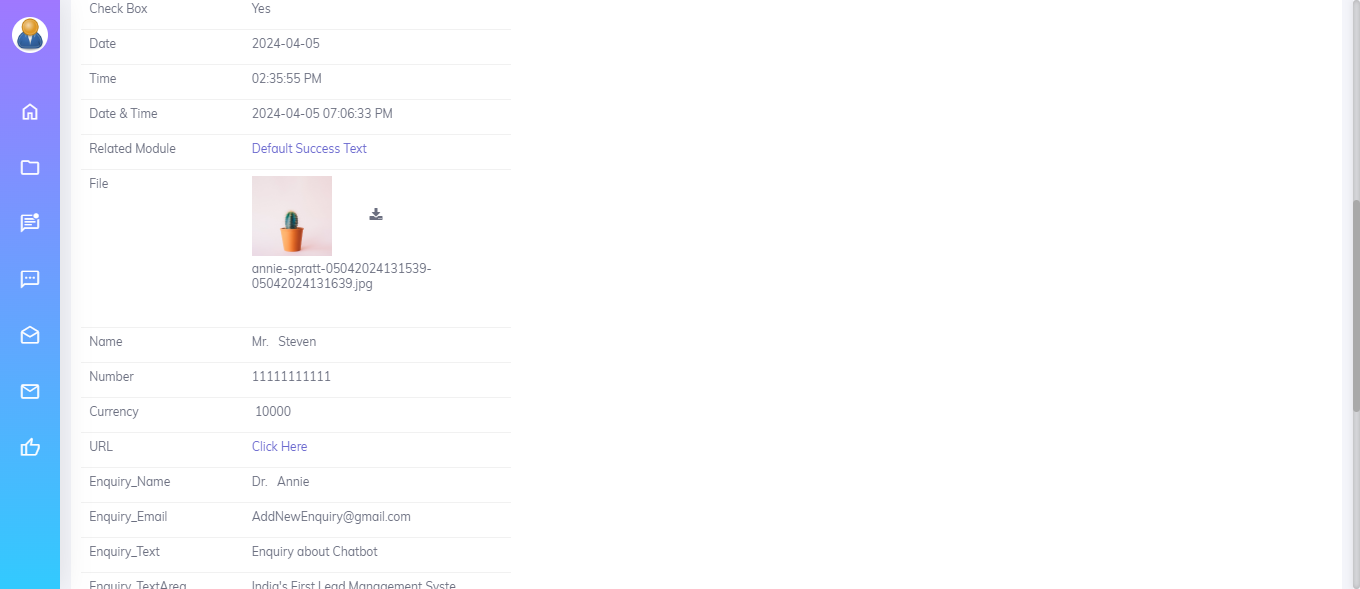 Check Box Yes
Date 2024-04-05
Time 02:35:55 PM
Date & Time 2024-04-05 07:06:33 PM
Related Module Default Success Text
File
annie-spratt-05042024131539-
05042024131639.jpg
Name Mr. Steven
Number 11111111111
Currency 10000
URL Click Here
Enquiry_Name Dr. Annie
Enquiry_Email AddNewEnquiry@gmail.com
Enquiry_Text Enquiry about Chatbot
Enquiry_TextArea India's First Lead Management Syste